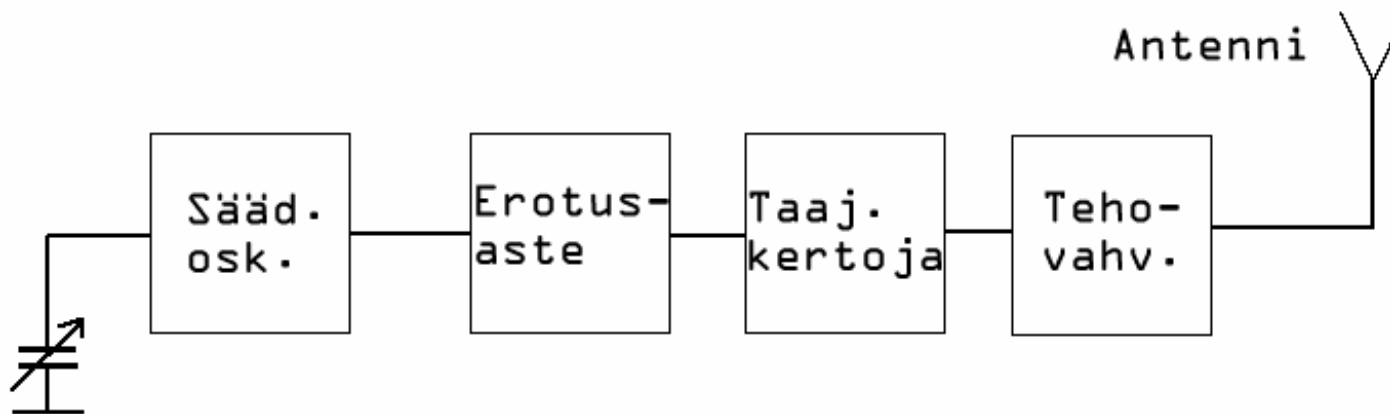 Antenni
Sääd.
osk.
Erotus-
aste
Taaj.
kertoja
Teho-
vahv.